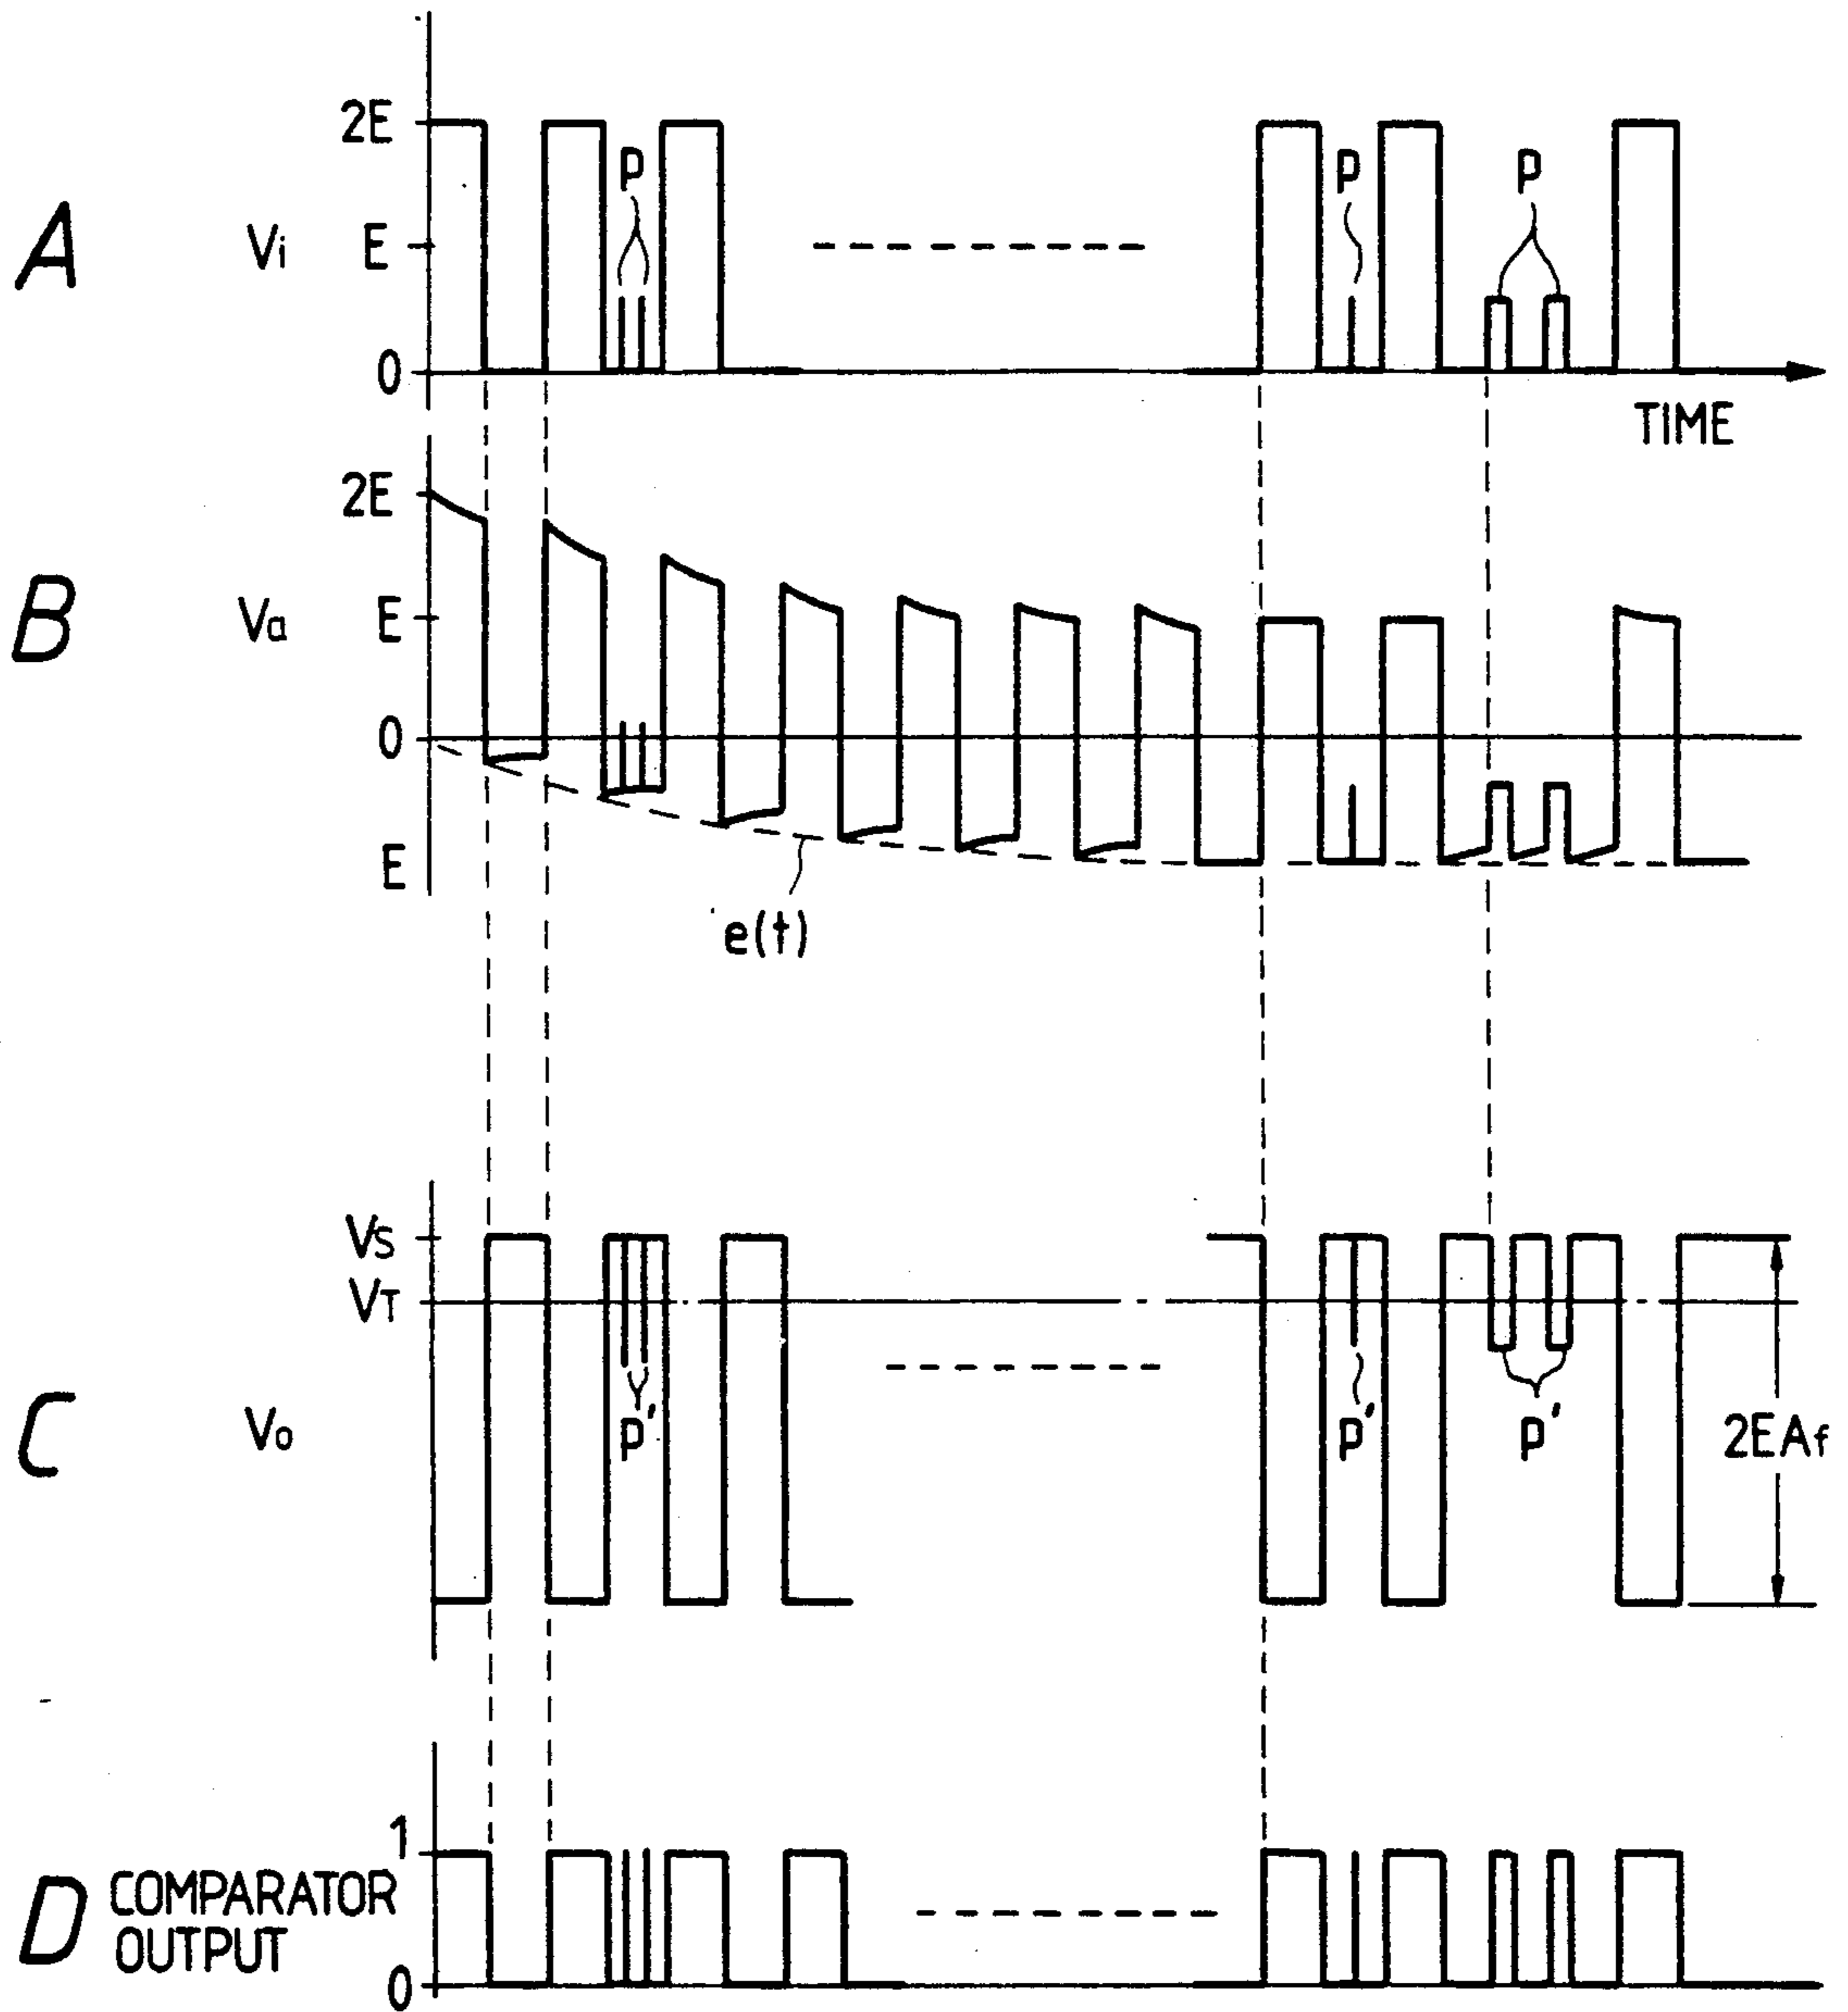 A
Vi
2E
E
0
P
P
P
TIME
B
Va
2E
E
0
E
e(t)
C
Vo
VS
VT
P'
P'
P'
2EAf
D
COMPARATOR
OUTPUT
1
0